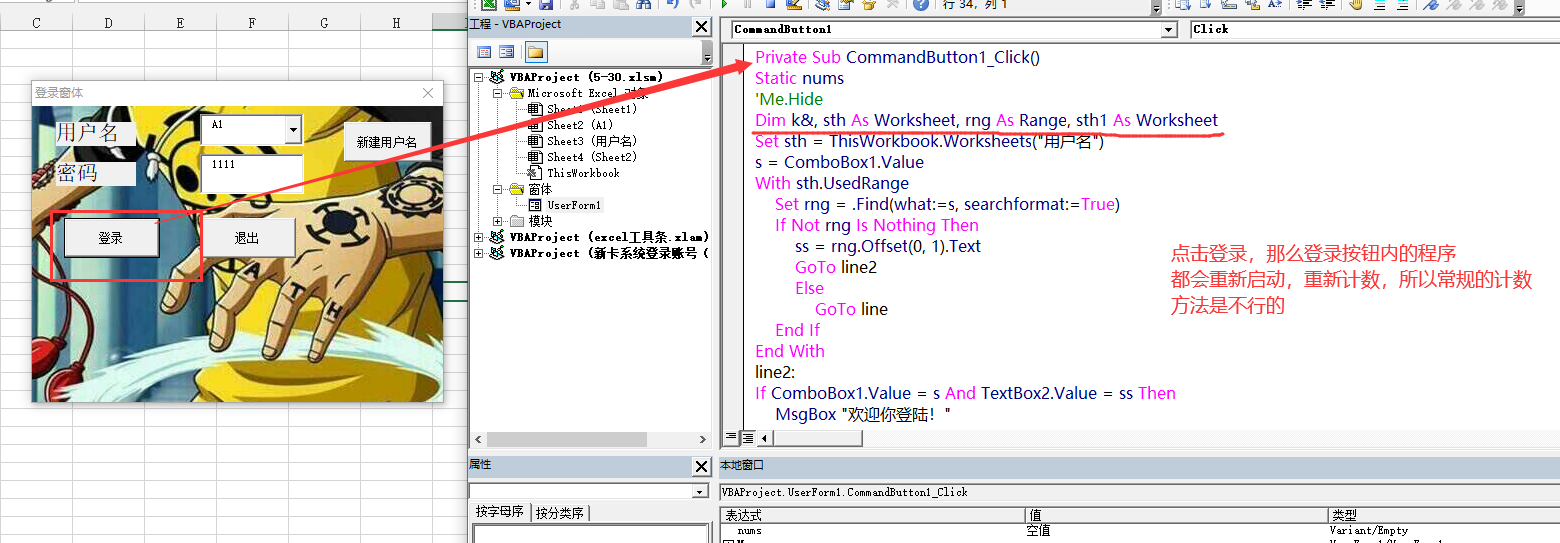 行 34, 列 1
工程 - VBAProject
CommandButton1
Click
C
D
E
F
G
H
登录窗体
用户名
A1
新建用户名
密码
1111
登录
退出
VBAProject (5-30.xlsm)
Microsoft Excel 对象
Sheet1 (Sheet1)
Sheet2 (A1)
Sheet3 (用户名)
Sheet4 (Sheet2)
ThisWorkbook
窗体
UserForm1
模块
VBAProject (excel工具条.xlam)
VBAProject (新卡系统登录账号 (
Private Sub CommandButton1_Click()
Static nums
'Me.Hide
Dim k&, sth As Worksheet, rng As Range, sth1 As Worksheet
Set sth = ThisWorkbook.Worksheets("用户名")
s = ComboBox1.Value
With sth.UsedRange
Set rng = .Find(what:=s, searchformat:=True)
If Not rng Is Nothing Then
ss = rng.Offset(0, 1).Text
GoTo line2
Else
GoTo line
End If
End With
line2:
If ComboBox1.Value = s And TextBox2.Value = ss Then
MsgBox "欢迎你登陆！"
点击登录，那么登录按钮内的程序
都会重新启动，重新计数，所以常规的计数
方法是不行的
M
A
T
H
属性
按字母序
按分类序
本地窗口
VBAProject.UserForm1.CommandButton1_Click
表达式
值
类型
nums
空值
Variant/Empty